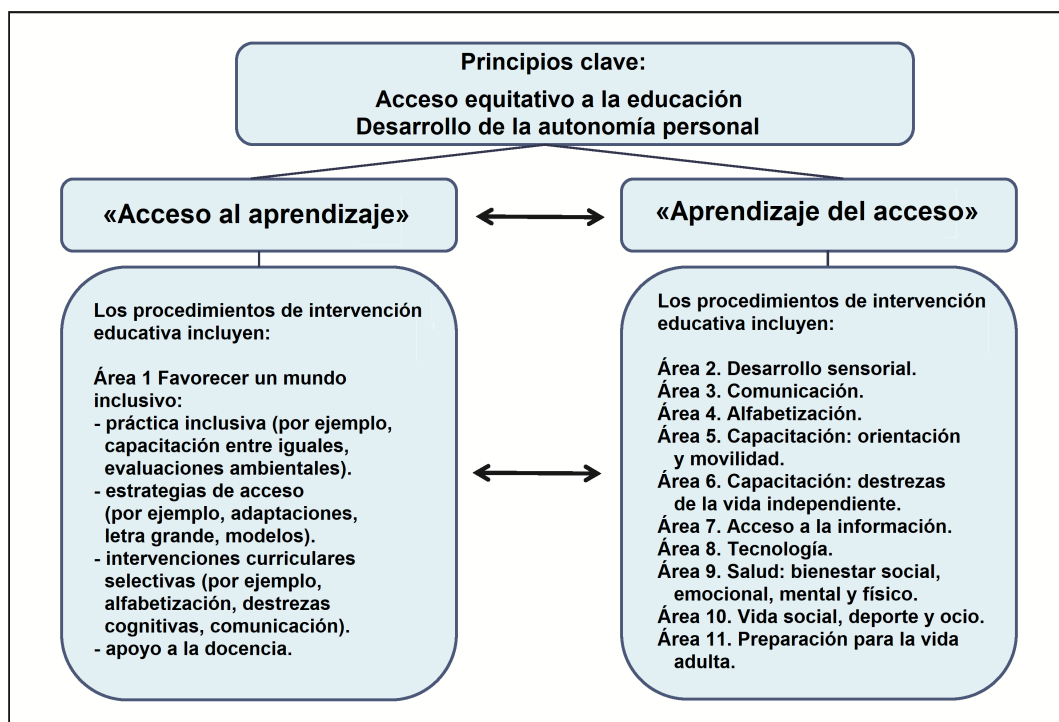 Principios clave:
Acceso equitativo a la educación
Desarrollo de la autonomía personal
«Acceso al aprendizaje»
«Aprendizaje del acceso»
Los procedimientos de intervención
educativa incluyen:
Área 1 Favorecer un mundo
inclusivo:
- práctica inclusiva (por ejemplo,
capacitación entre iguales,
evaluaciones ambientales).
- estrategias de acceso
(por ejemplo, adaptaciones,
letra grande, modelos).
- intervenciones curriculares
selectivas (por ejemplo,
alfabetización, destrezas
cognitivas, comunicación).
- apoyo a la docencia.
Los procedimientos de intervención
educativa incluyen:
Área 2. Desarrollo sensorial.
Área 3. Comunicación.
Área 4. Alfabetización.
Área 5. Capacitación: orientación
y movilidad.
Área 6. Capacitación: destrezas
de la vida independiente.
Área 7. Acceso a la información.
Área 8. Tecnología.
Área 9. Salud: bienestar social,
emocional, mental y físico.
Área 10. Vida social, deporte y ocio.
Área 11. Preparación para la vida
adulta.